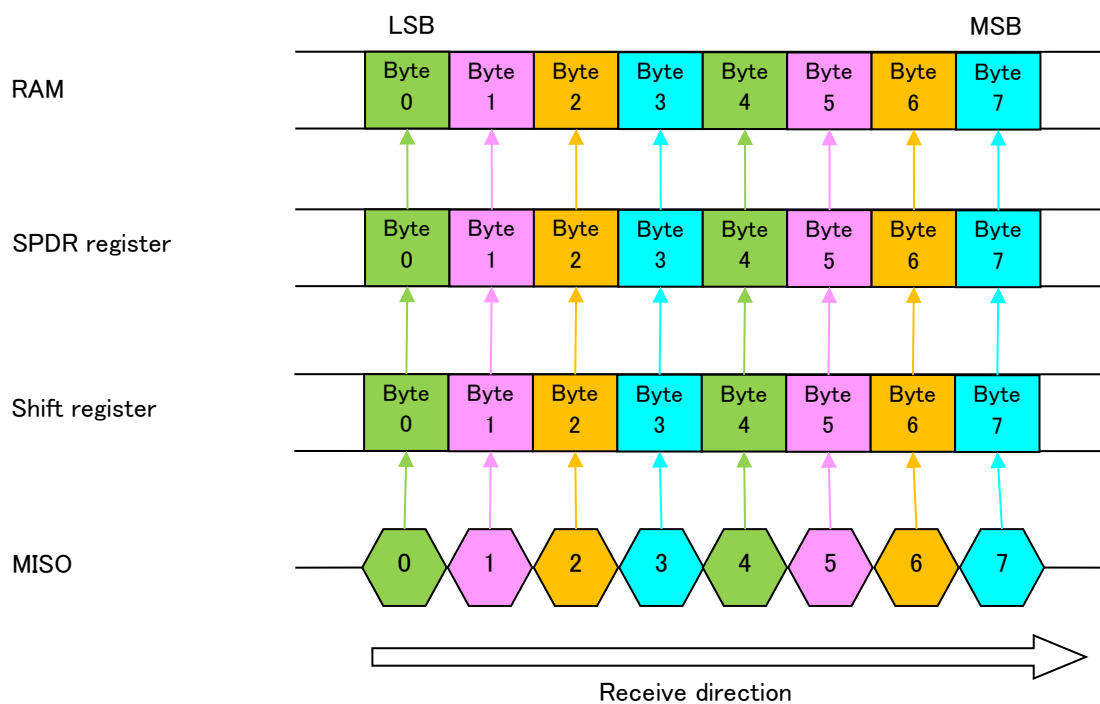 LSB MSB
RAM
Byte Byte Byte Byte Byte Byte Byte Byte
0 1 2 3 4 5 6 7
SPDR register
Byte Byte Byte Byte Byte Byte Byte Byte
0 1 2 3 4 5 6 7
Shift register
Byte Byte Byte Byte Byte Byte Byte Byte
0 1 2 3 4 5 6 7
MISO
0 1 2 3 4 5 6 7
Receive direction